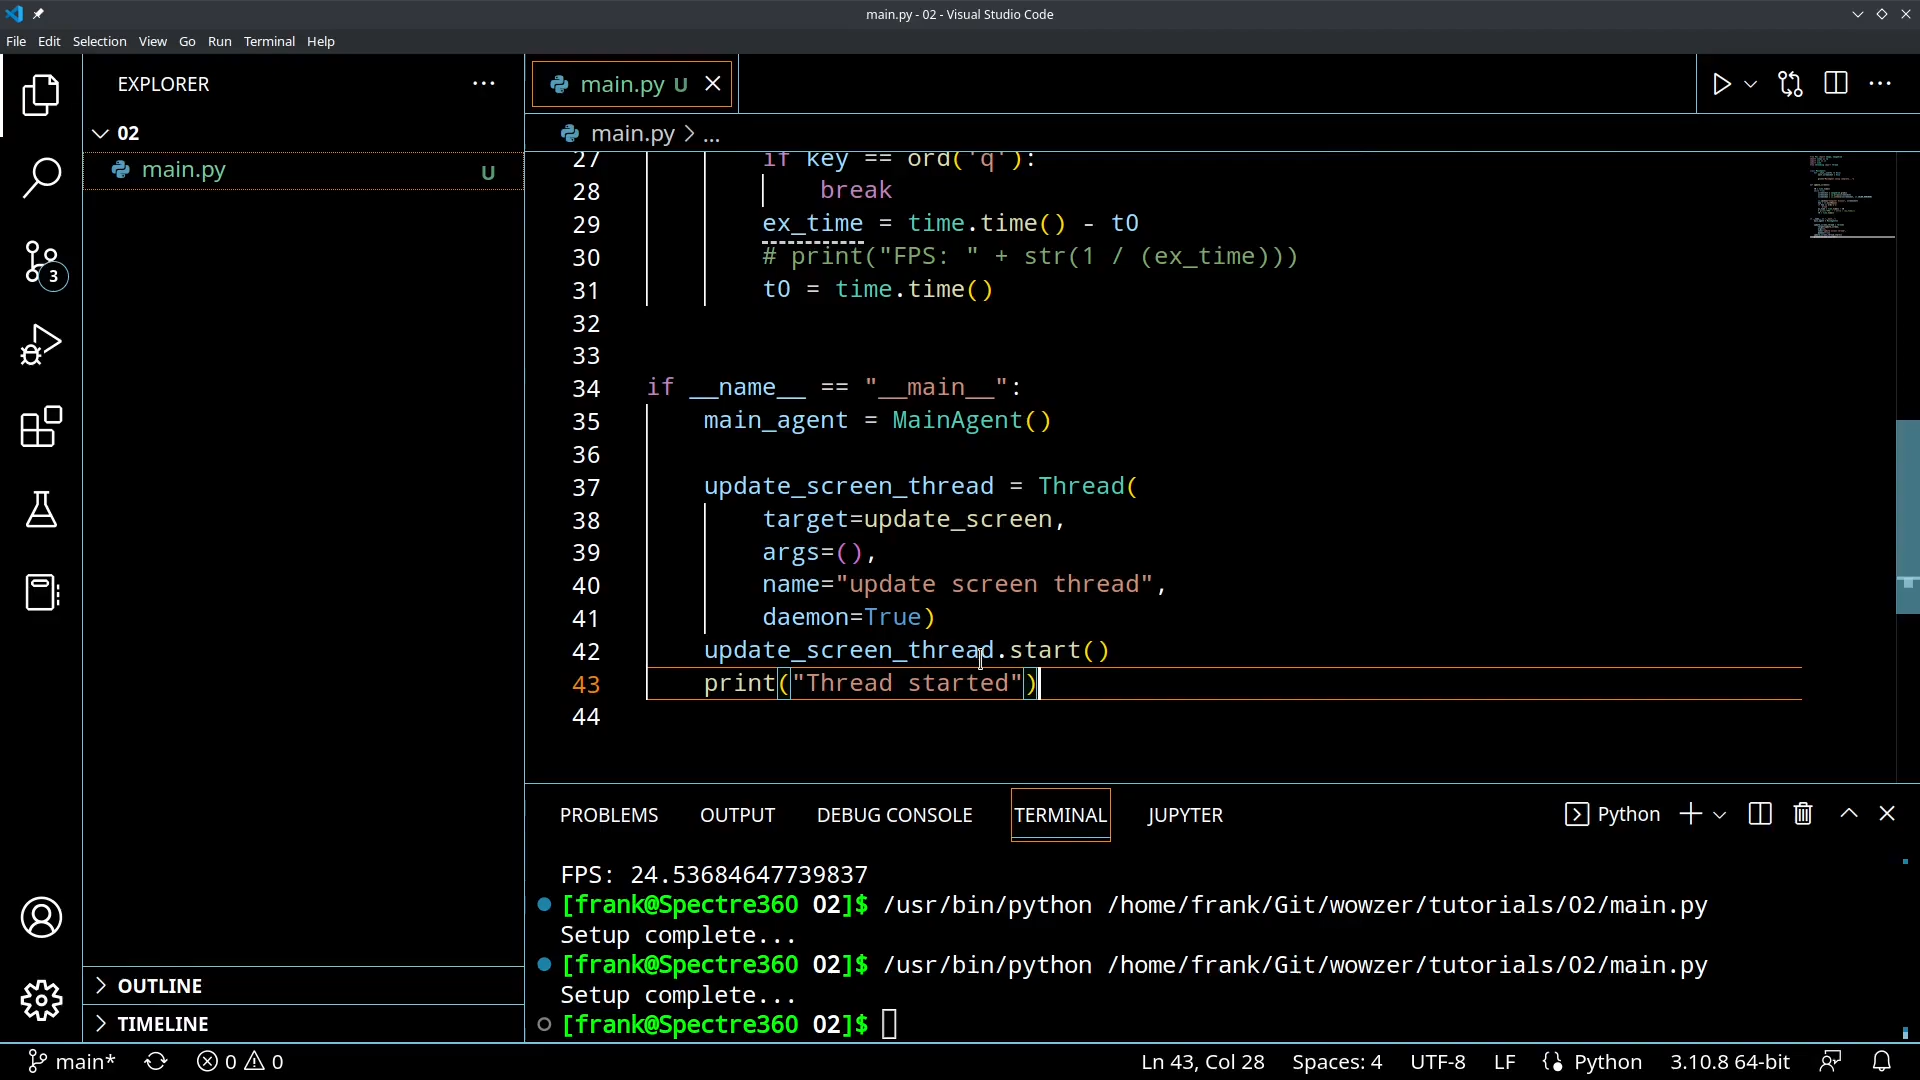 main.py - 02 - Visual Studio Code
File Edit Selection View Go Run Terminal Help
EXPLORER
02
main.py U
3
OUTLINE
TIMELINE
main.py U
main.py > ...
27 if key == ord('q'):
28 break
29 ex_time = time.time() - t0
30 # print("FPS: " + str(1 / (ex_time)))
31 t0 = time.time()
32
33
34 if __name__ == "__main__":
35 main_agent = MainAgent()
36
37 update_screen_thread = Thread(
38 target=update_screen,
39 args=(),
40 name="update screen thread",
41 daemon=True)
42 update_screen_thread.start()
43 print("Thread started")
44
PROBLEMS OUTPUT DEBUG CONSOLE TERMINAL JUPYTER Python
FPS: 24.53684647739837
[frank@Spectre360 02]$ /usr/bin/python /home/frank/Git/wowzer/tutorials/02/main.py
Setup complete...
[frank@Spectre360 02]$ /usr/bin/python /home/frank/Git/wowzer/tutorials/02/main.py
Setup complete...
[frank@Spectre360 02]$
main* 0 0 Ln 43, Col 28 Spaces: 4 UTF-8 LF Python 3.10.8 64-bit